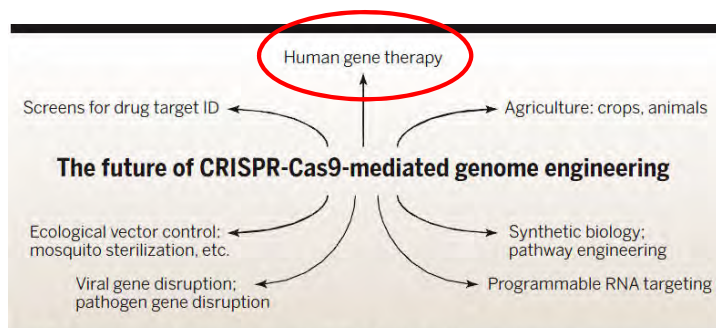 Human gene therapy
Screens for drug target ID
Agriculture: crops, animals
The future of CRISPR-Cas9-mediated genome engineering
Ecological vector control;
mosquito sterilization, etc.
Synthetic biology;
pathway engineering
Viral gene disruption;
pathogen gene disruption
Programmable RNA targeting